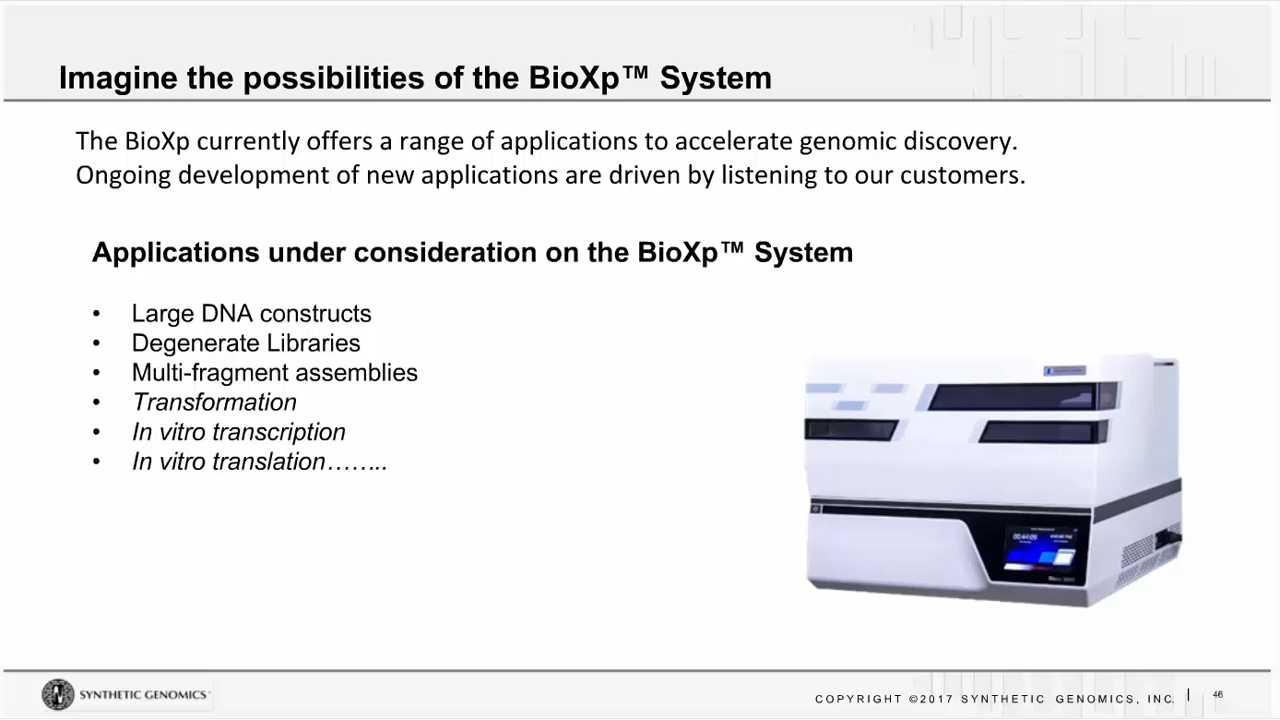 Imagine the possibilities of the BioXp™ System
The BioXp currently offers a range of applications to accelerate genomic discovery.
Ongoing development of new applications are driven by listening to our customers.
Applications under consideration on the BioXp™ System
• Large DNA constructs
• Degenerate Libraries
• Multi-fragment assemblies
• Transformation
• In vitro transcription
• In vitro translation……..
SYNTHETIC GENOMICS
COPYRIGHT ©2017 SYNTHETIC GENOMICS, INC. | 46